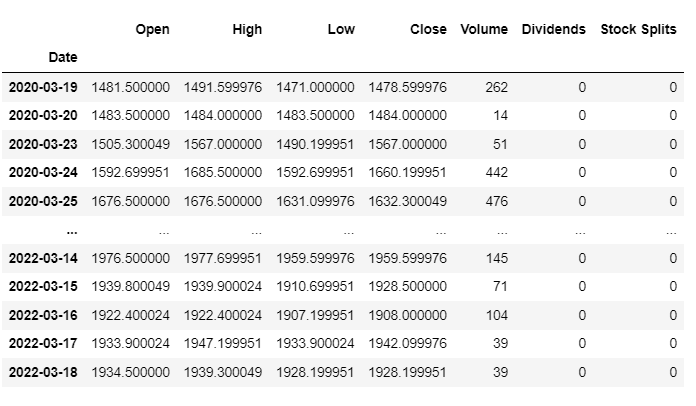 Open High Low Close Volume Dividends Stock Splits
Date
2020-03-19 1481.500000 1491.599976 1471.000000 1478.599976 262 0 0
2020-03-20 1483.500000 1484.000000 1483.500000 1484.000000 14 0 0
2020-03-23 1505.300049 1567.000000 1490.199951 1567.000000 51 0 0
2020-03-24 1592.699951 1685.500000 1592.699951 1660.199951 442 0 0
2020-03-25 1676.500000 1676.500000 1631.099976 1632.300049 476 0 0
... ... ... ... ... ... ... ...
2022-03-14 1976.500000 1977.699951 1959.599976 1959.599976 145 0 0
2022-03-15 1939.800049 1939.900024 1910.699951 1928.500000 71 0 0
2022-03-16 1922.400024 1922.400024 1907.199951 1908.000000 104 0 0
2022-03-17 1933.900024 1947.199951 1933.900024 1942.099976 39 0 0
2022-03-18 1934.500000 1939.300049 1928.199951 1928.199951 39 0 0